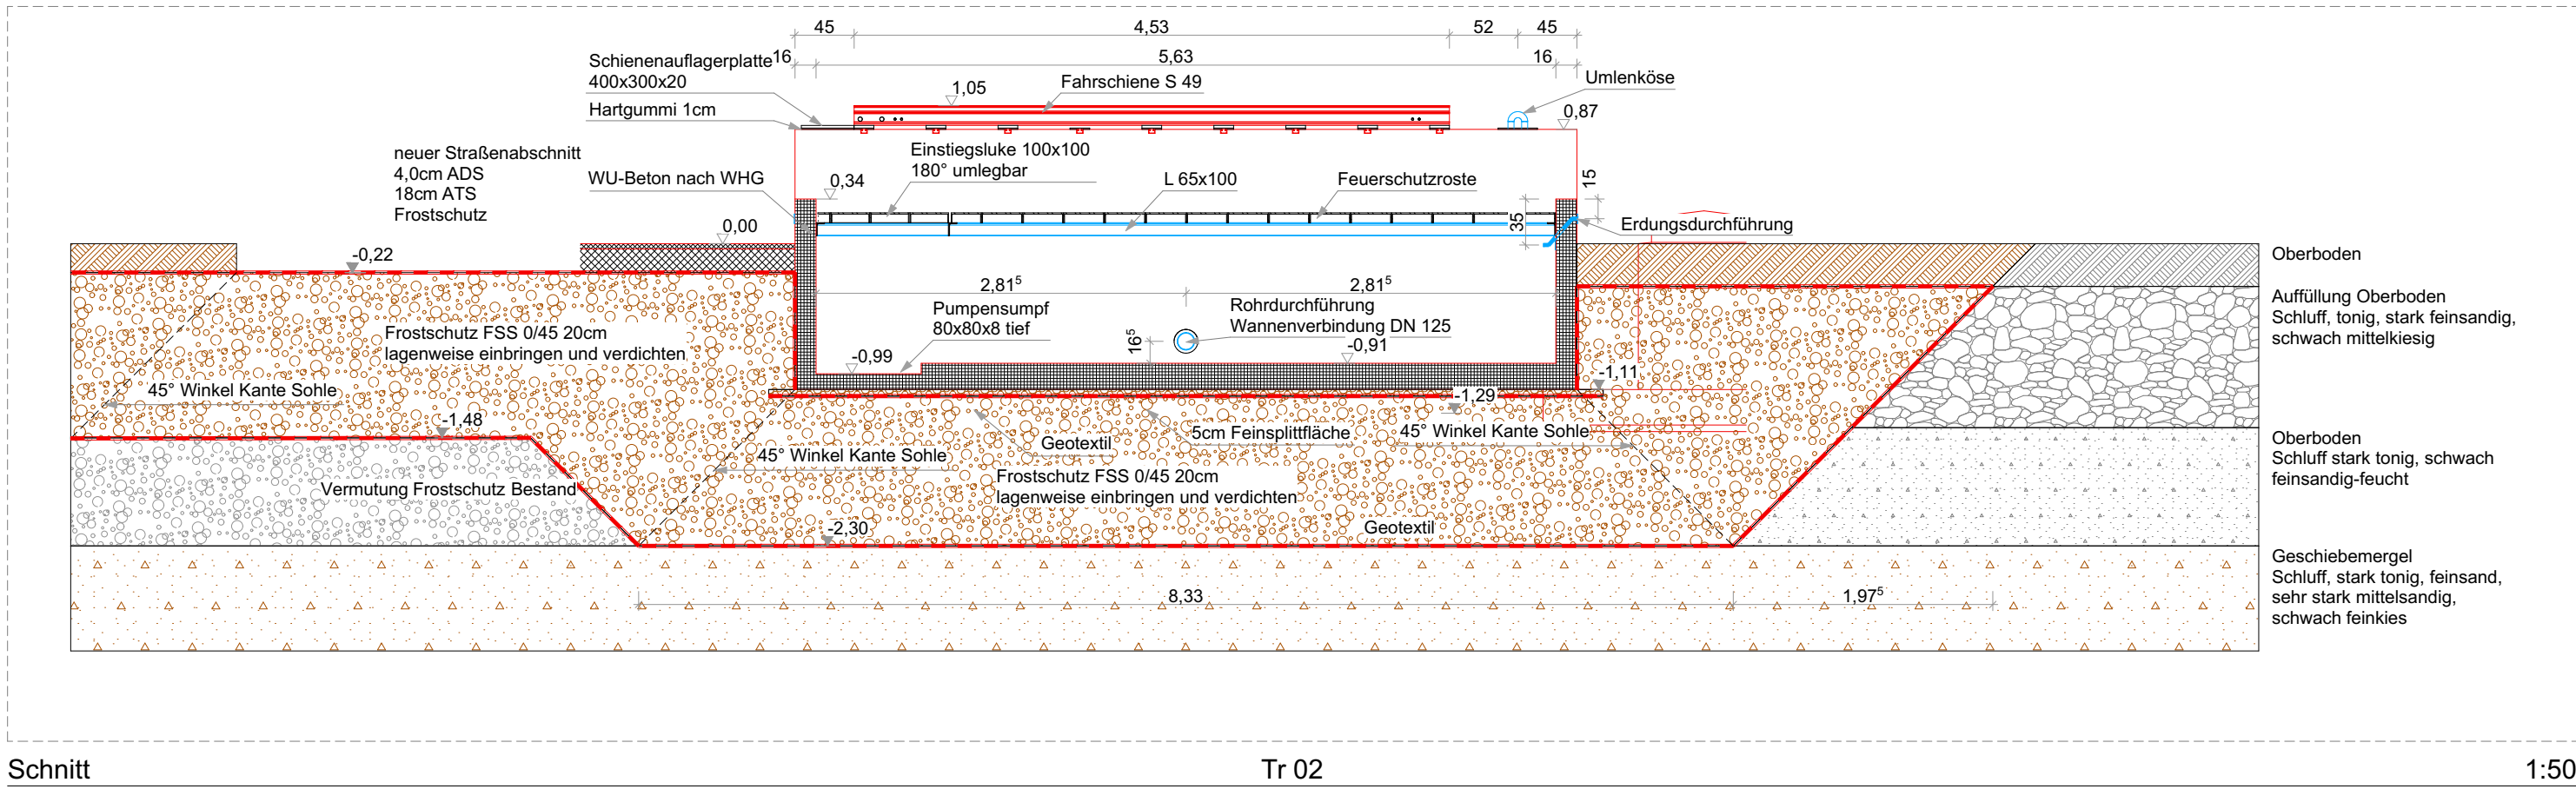 45 4,53 52 45
16 5,63 16
Schienenauflagerplatte
400x300x20
Hartgummi 1cm
1,05
Fahrschiene S 49
Umlenköse
0,87
neuer Straßenabschnitt
4,0cm ADS
18cm ATS
Frostschutz
WU-Beton nach WHG
0,34
Einstiegsluke 100x100
180° umlegbar
L 65x100
Feuerschutzroste
15
35
Erdungsdurchführung
0,00
-0,22
Oberboden
2,81⁵ 2,81⁵
Auffüllung Oberboden
Schluff, tonig, stark feinsandig,
schwach mittelkiesig
Pumpensumpf
80x80x8 tief
Rohrdurchführung
Wannenverbindung DN 125
16⁵
-0,99
-0,91
Frostschutz FSS 0/45 20cm
lagenweise einbringen und verdichten
45° Winkel Kante Sohle
-1,11
-1,29
-1,48
Geotextil
5cm Feinsplittfläche
45° Winkel Kante Sohle
45° Winkel Kante Sohle
Oberboden
Schluff stark tonig, schwach
feinsandig-feucht
Vermutung Frostschutz Bestand
Frostschutz FSS 0/45 20cm
lagenweise einbringen und verdichten
-2,30
Geotextil
Geschiebemergel
Schluff, stark tonig, feinsand,
sehr stark mittelsandig,
schwach feinkies
8,33 1,97⁵
Schnitt Tr 02 1:50